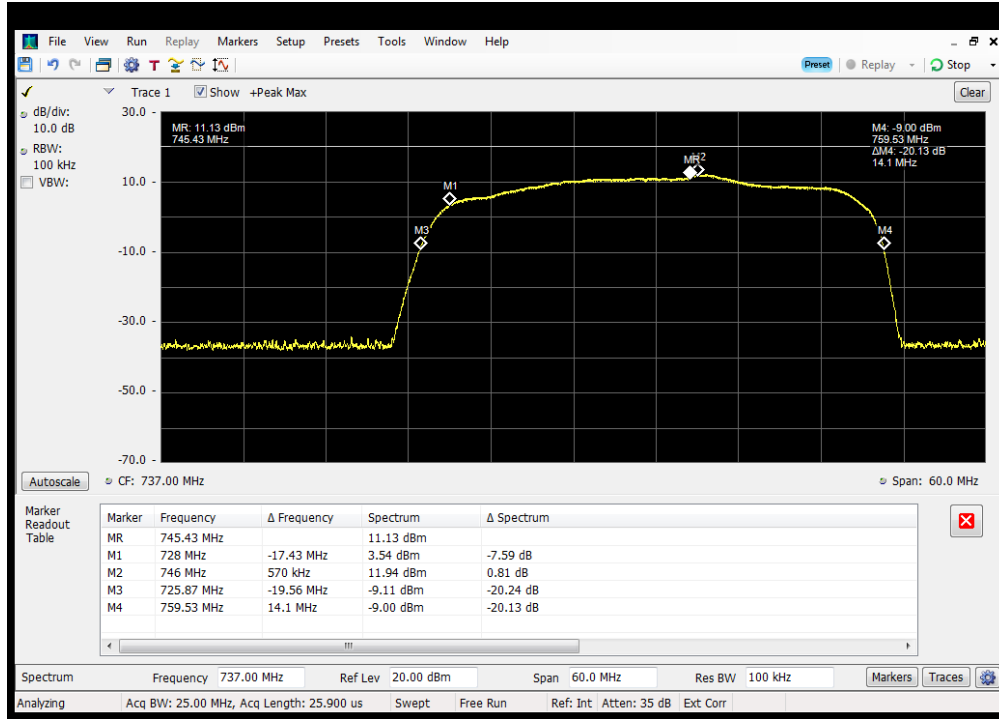 File View Run Replay Markers Setup Presets Tools Window Help
Preset Replay Stop
Trace 1 Show +Peak Max Clear
dB/div:
10.0 dB
RBW:
100 kHz
VBW:
30.0 -
10.0 -
-10.0 -
-30.0 -
-50.0 -
-70.0 -
MR: 11.13 dBm
745.43 MHz
M4: -9.00 dBm
759.53 MHz
ΔM4: -20.13 dB
14.1 MHz
M1
MR2
M3
M4
Autoscale CF: 737.00 MHz Span: 60.0 MHz
Marker
Readout
Table
Marker Frequency Δ Frequency Spectrum Δ Spectrum
MR 745.43 MHz 11.13 dBm
M1 728 MHz -17.43 MHz 3.54 dBm -7.59 dB
M2 746 MHz 570 kHz 11.94 dBm 0.81 dB
M3 725.87 MHz -19.56 MHz -9.11 dBm -20.24 dB
M4 759.53 MHz 14.1 MHz -9.00 dBm -20.13 dB
Spectrum Frequency 737.00 MHz Ref Lev 20.00 dBm Span 60.0 MHz Res BW 100 kHz Markers Traces
Analyzing Acq BW: 25.00 MHz, Acq Length: 25.900 us Swept Free Run Ref: Int Atten: 35 dB Ext Corr